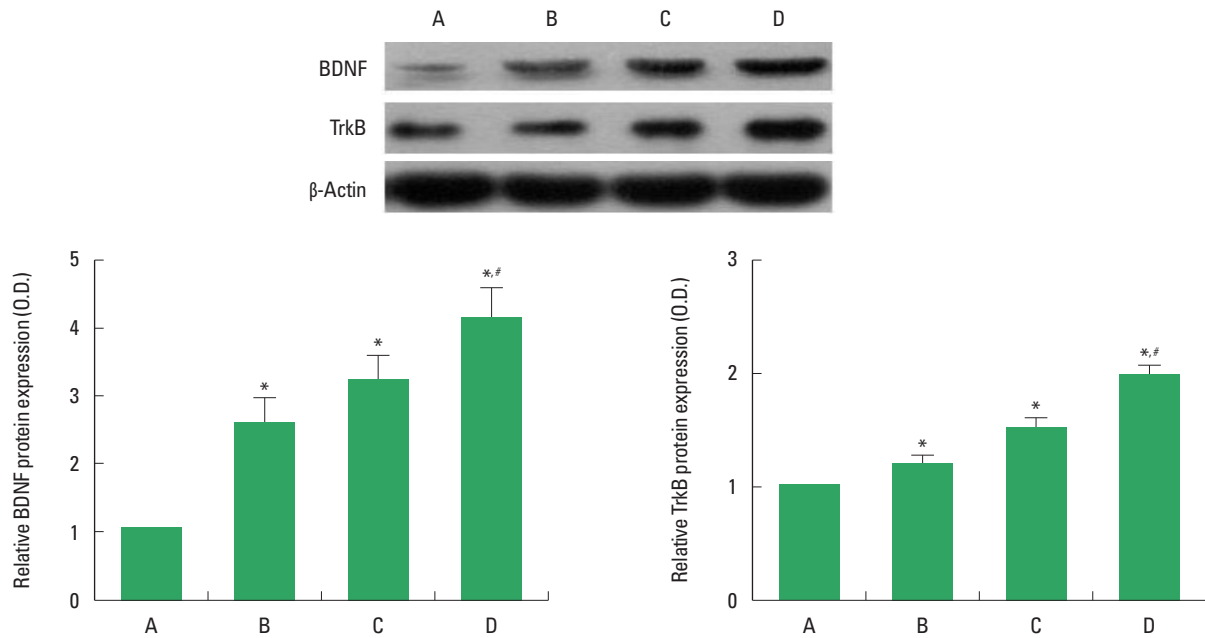 A B C D
BDNF
TrkB
β-Actin
Relative BDNF protein expression (O.D.)
5
4
3
2
1
0
*
*
*,#
A B C D
Relative TrkB protein expression (O.D.)
3
2
1
0
*
*
*,#
A B C D